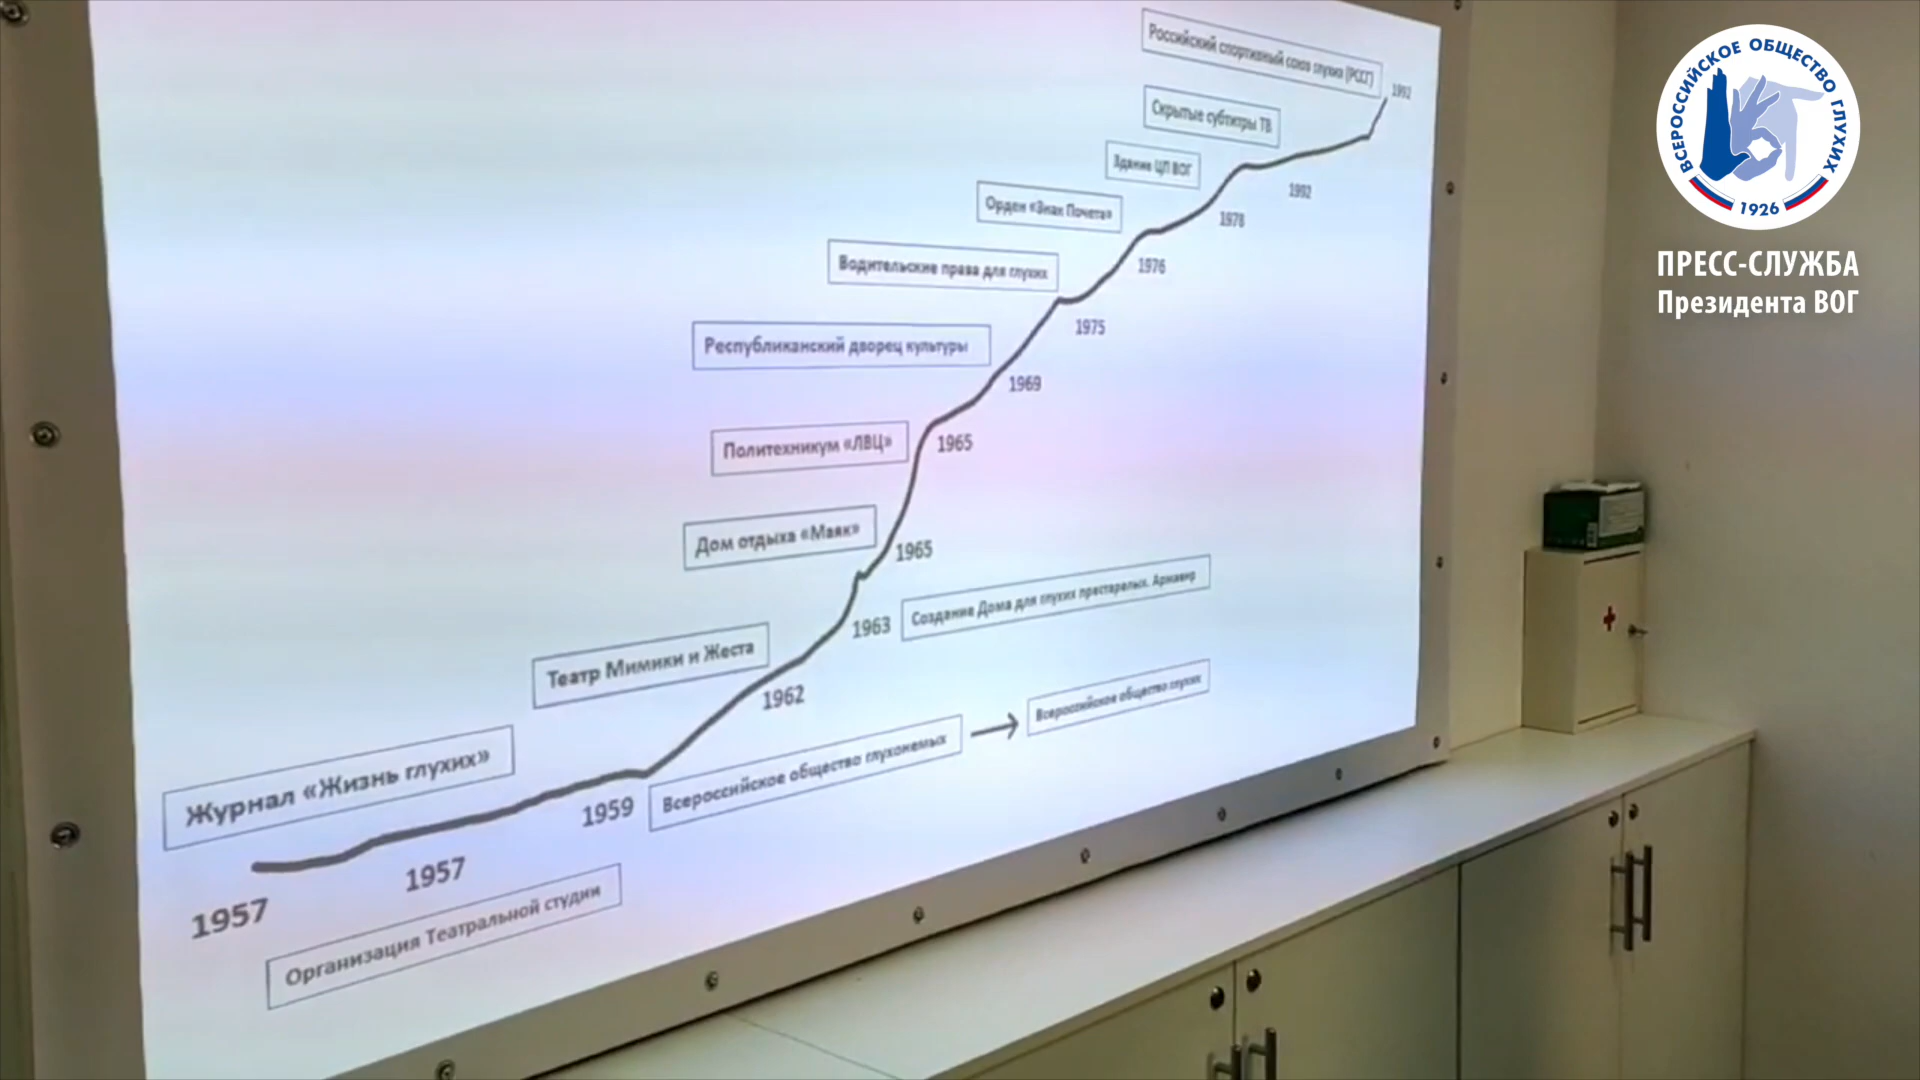 Российский спортивный союз глухих (РССГ)
1992
Скрытые субтитры ТВ
1992
Здание ЦП ВОГ
1978
Орден «Знак Почета»
1976
Водительские права для глухих
1975
Республиканский дворец культуры
1969
Политехникум «ЛВЦ»
1965
Дом отдыха «Маяк»
1965
1963
Создание Дома для глухих престарелых. Армавир
Театр Мимики и Жеста
1962
Всероссийское общество глухонемых
Всероссийское общество глухих
1959
Журнал «Жизнь глухих»
1957
1957
Организация Театральной студии
ВСЕРОССИЙСКОЕ ОБЩЕСТВО ГЛУХИХ
1926
ПРЕСС-СЛУЖБА
Президента ВОГ